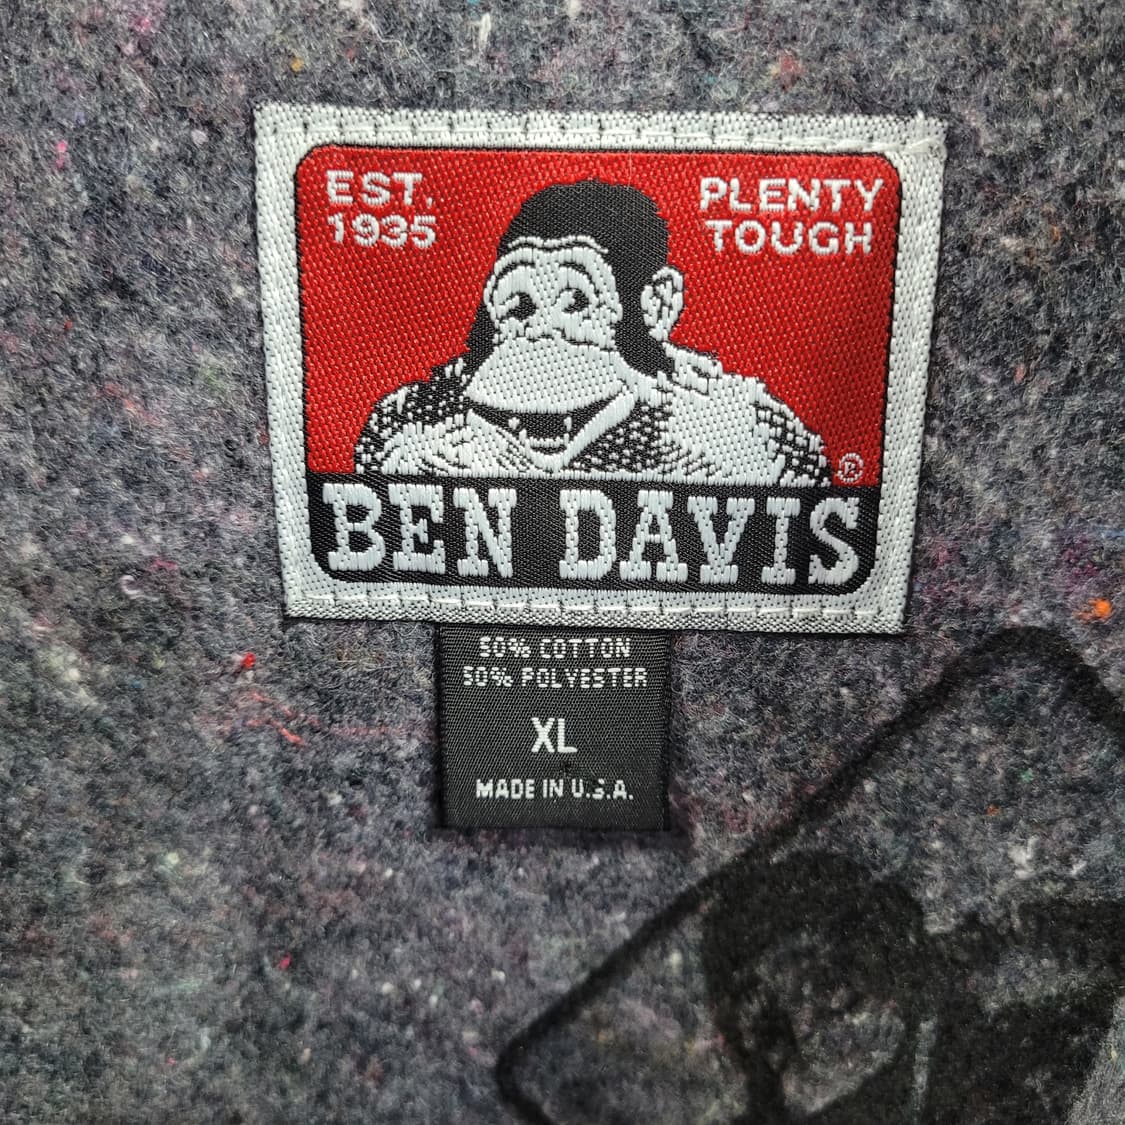 EST.
1935
PLENTY
TOUGH
®
BEN DAVIS
50% COTTON
50% POLYESTER
XL
MADE IN U.S.A.